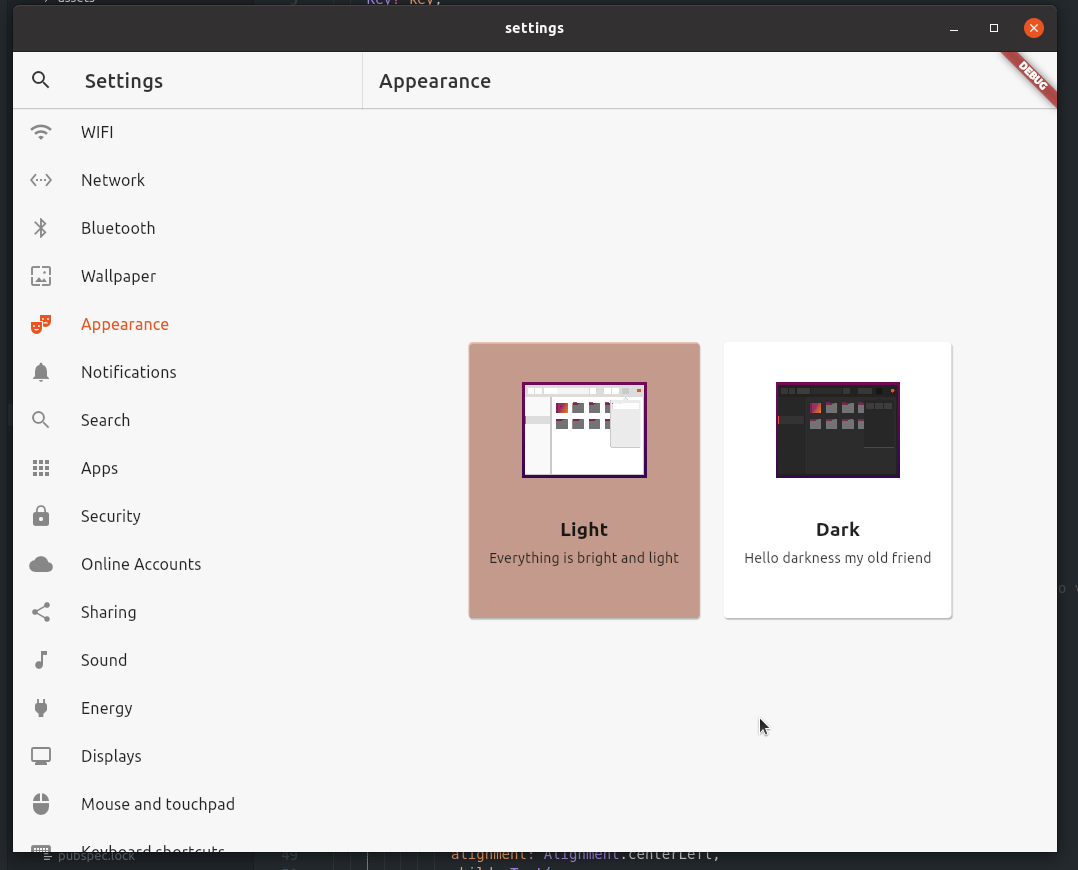 Key? key,
settings
Settings
Appearance
DEBUG
WIFI
Network
Bluetooth
Wallpaper
Appearance
Notifications
Search
Apps
Security
Online Accounts
Sharing
Sound
Energy
Displays
Mouse and touchpad
Keyboard shortcuts
Light
Everything is bright and light
Dark
Hello darkness my old friend
pubspec.lock
49
alignment: Alignment.centerLeft,